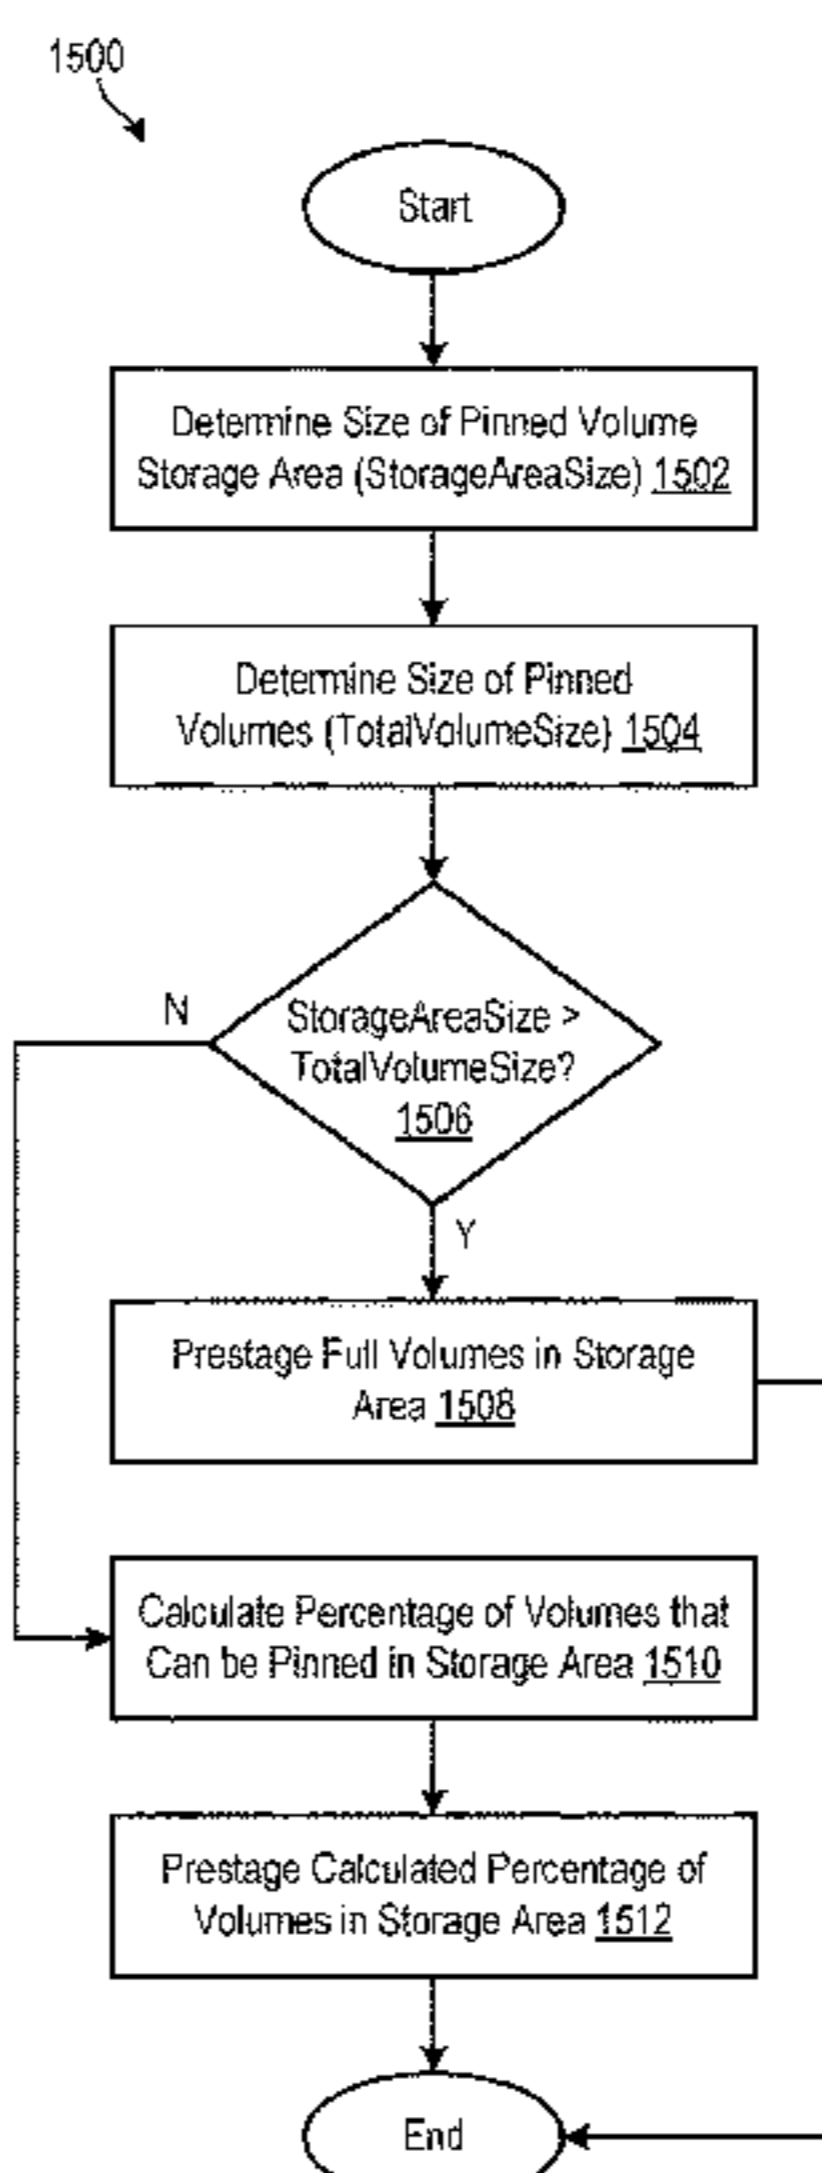 1500
Start
Determine Size of Pinned Volume
Storage Area (StorageAreaSize) 1502
Determine Size of Pinned
Volumes (TotalVolumeSize) 1504
N
StorageAreaSize >
TotalVolumeSize?
1506
Y
Prestage Full Volumes in Storage
Area 1508
Calculate Percentage of Volumes that
Can be Pinned in Storage Area 1510
Prestage Calculated Percentage of
Volumes in Storage Area 1512
End